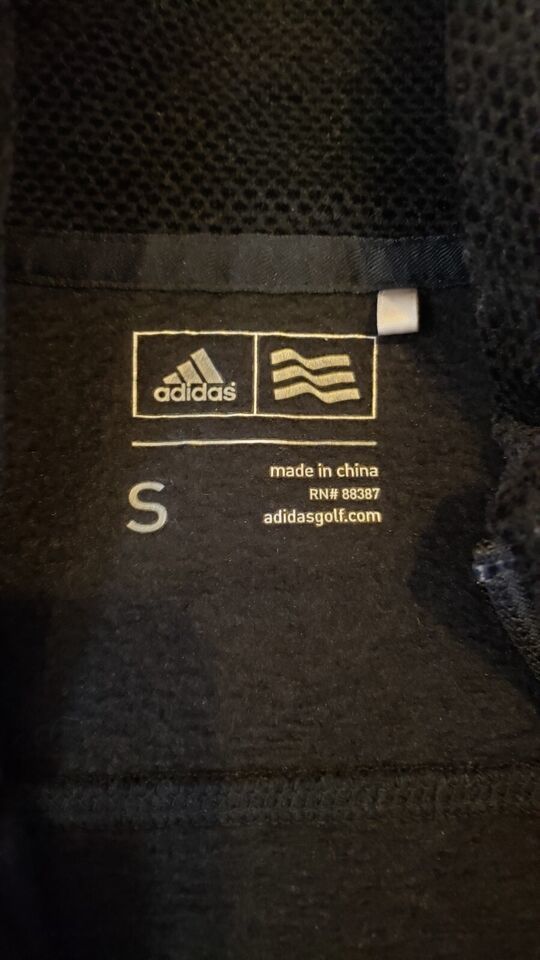 adidas
made in china
RN# 88387
S
adidasgolf.com